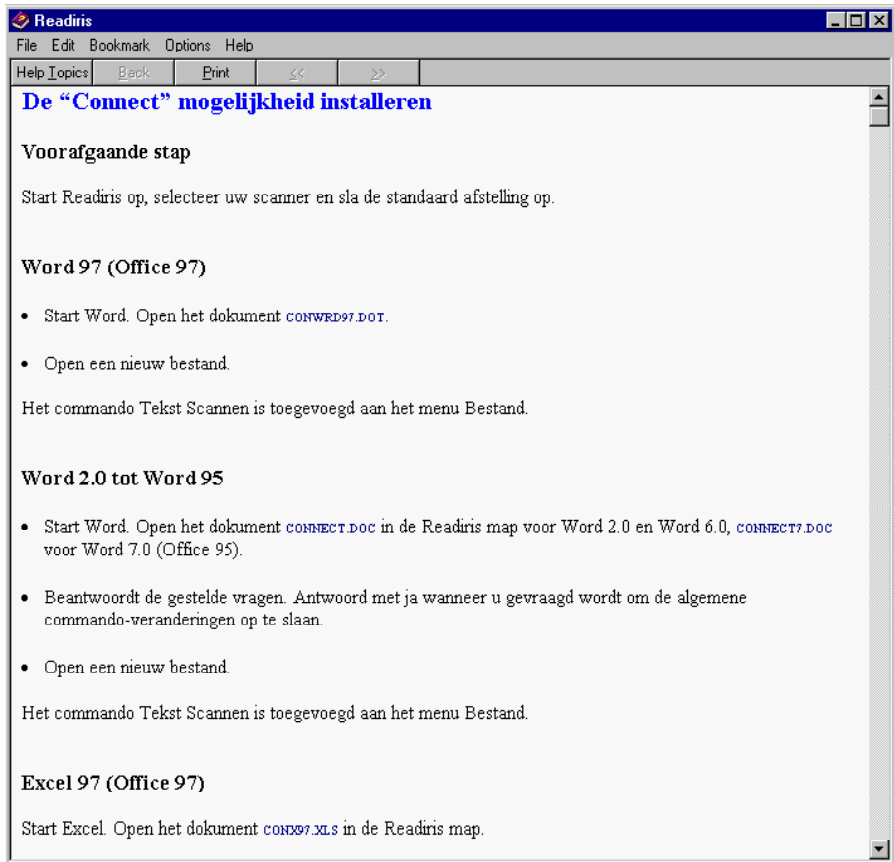 Readiris
File Edit Bookmark Options Help
Help Topics Back Print << >>
De “Connect” mogelijkheid installeren
Voorafgaande stap
Start Readiris op, selecteer uw scanner en sla de standaard afstelling op.
Word 97 (Office 97)
• Start Word. Open het dokument CONWRD97.DOT.
• Open een nieuw bestand.
Het commando Tekst Scannen is toegevoegd aan het menu Bestand.
Word 2.0 tot Word 95
• Start Word. Open het dokument CONNECT.DOC in de Readiris map voor Word 2.0 en Word 6.0, CONNECT7.DOC
voor Word 7.0 (Office 95).
• Beantwoordt de gestelde vragen. Antwoord met ja wanneer u gevraagd wordt om de algemene
commando-veranderingen op te slaan.
• Open een nieuw bestand.
Het commando Tekst Scannen is toegevoegd aan het menu Bestand.
Excel 97 (Office 97)
Start Excel. Open het dokument CONX97.XLS in de Readiris map.